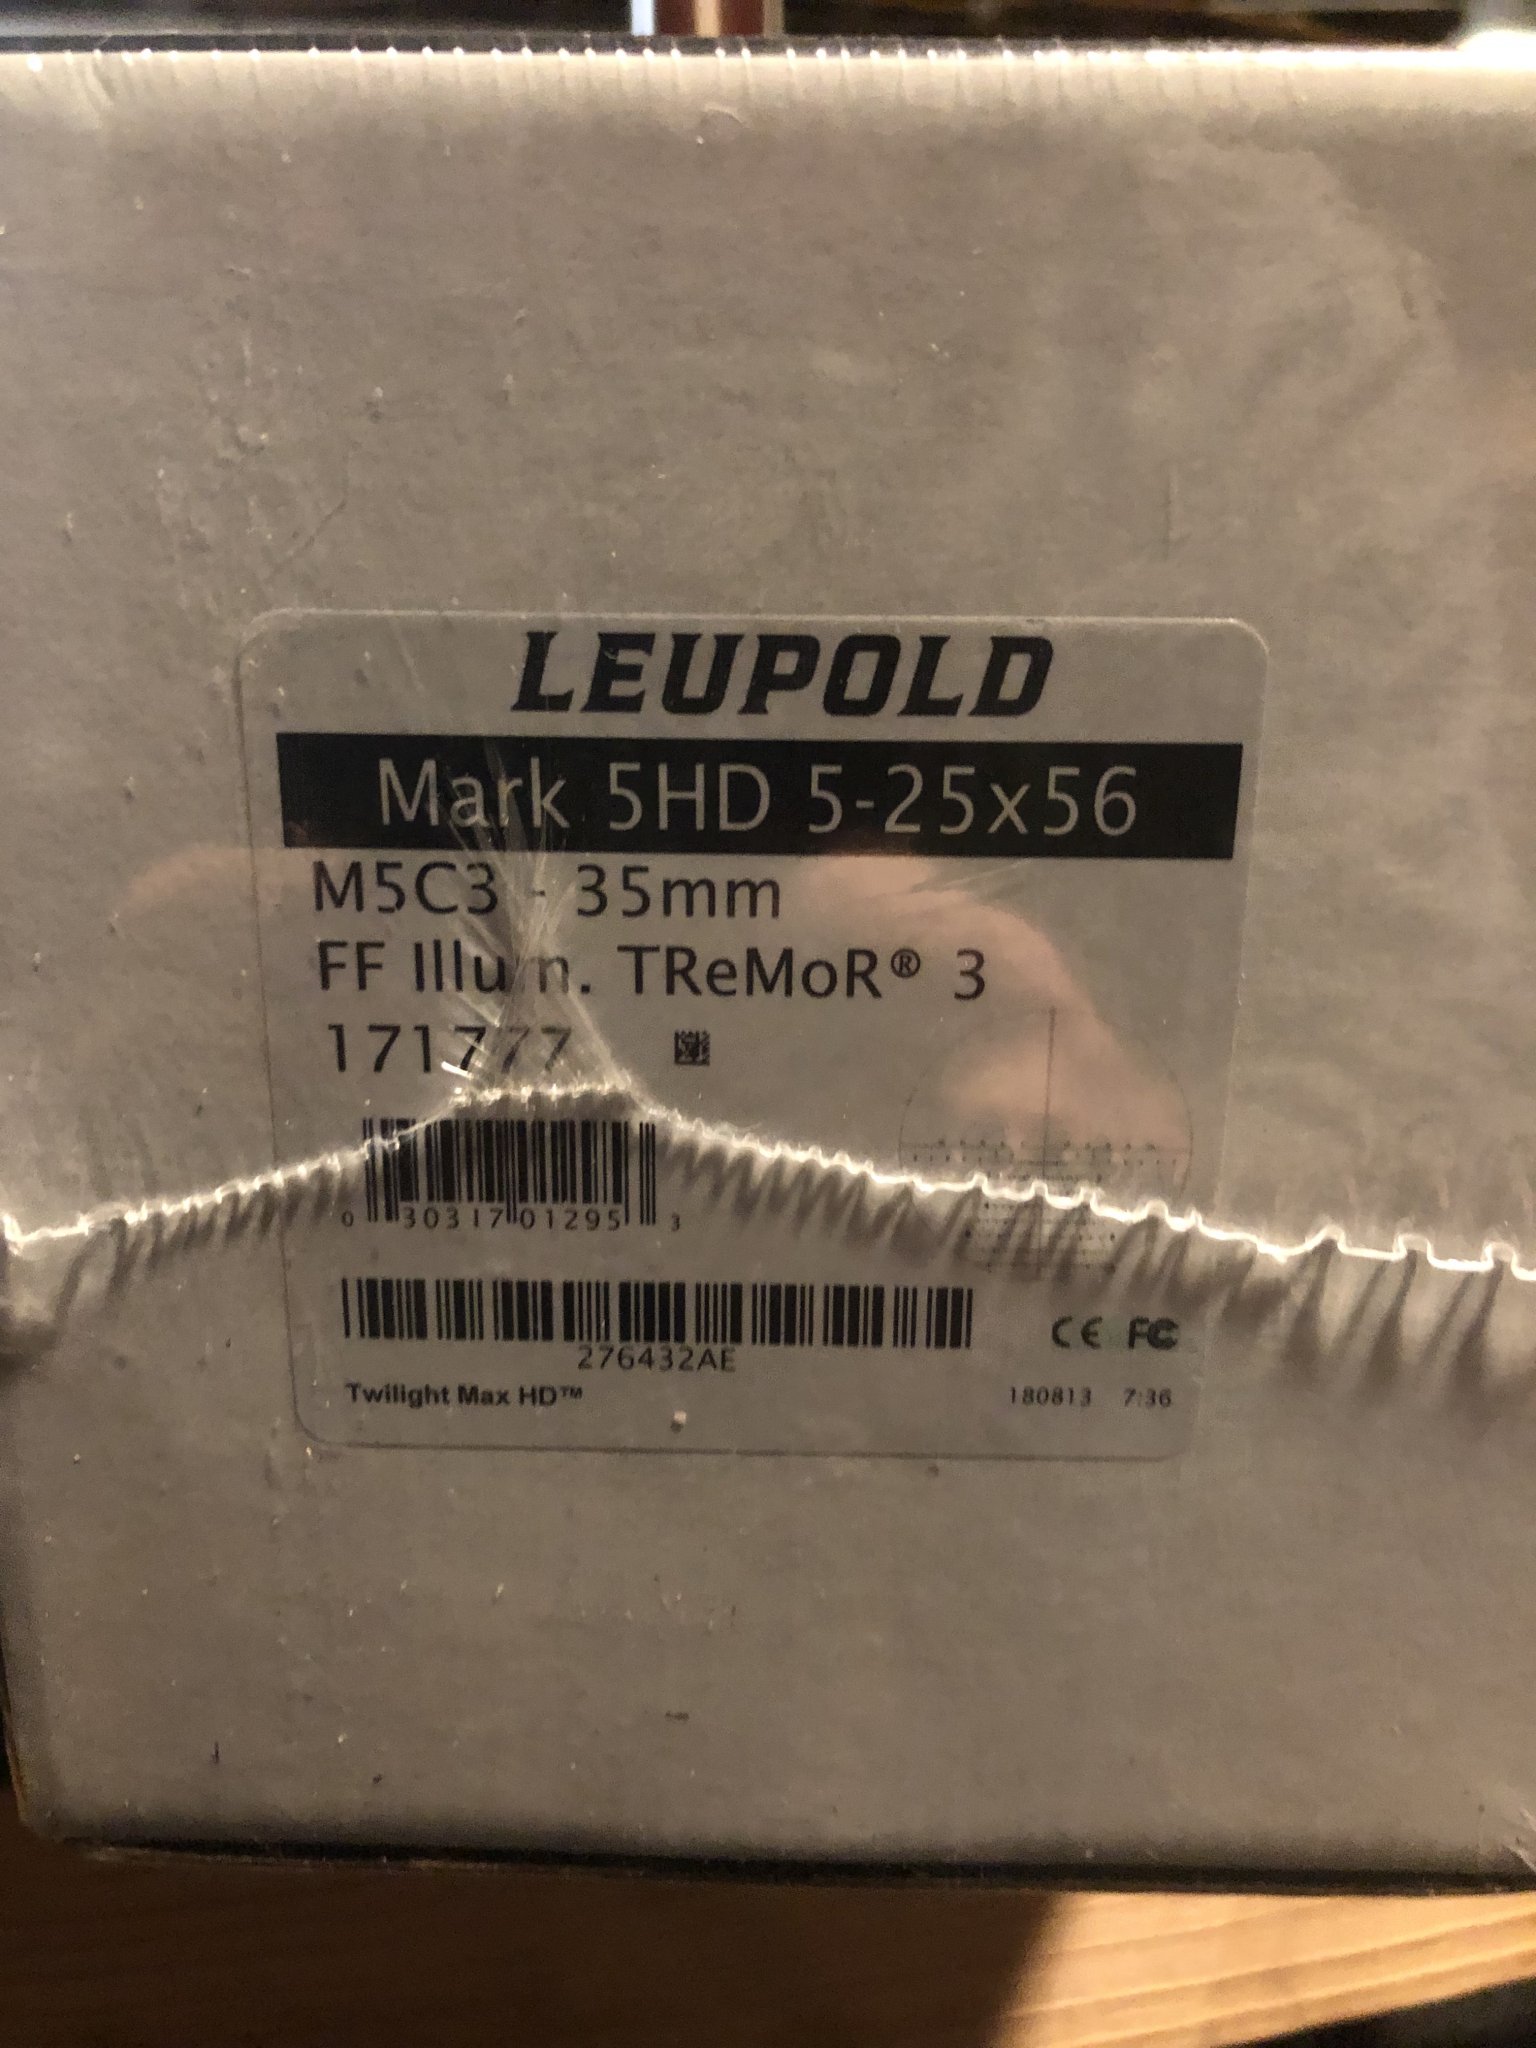 LEUPOLD
Mark 5HD 5-25x56
M5C3 - 35mm
FF Illum. TReMoR® 3
171777
0 30317 01295 3
276432AE
CE FC
Twilight Max HD™
180813 7:36